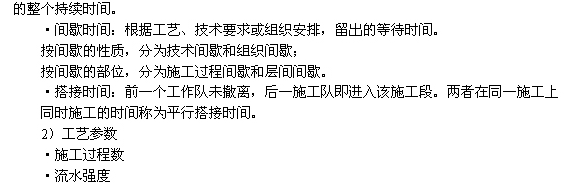 的整个持续时间。
·间歇时间：根据工艺、技术要求或组织安排，留出的等待时间。
按间歇的性质，分为技术间歇和组织间歇；
按间歇的部位，分为施工过程间歇和层间间歇。
·搭接时间：前一个工作队未撤离，后一施工队即进入该施工段。两者在同一施工上
同时施工的时间称为平行搭接时间。
2）工艺参数
·施工过程数
·流水强度